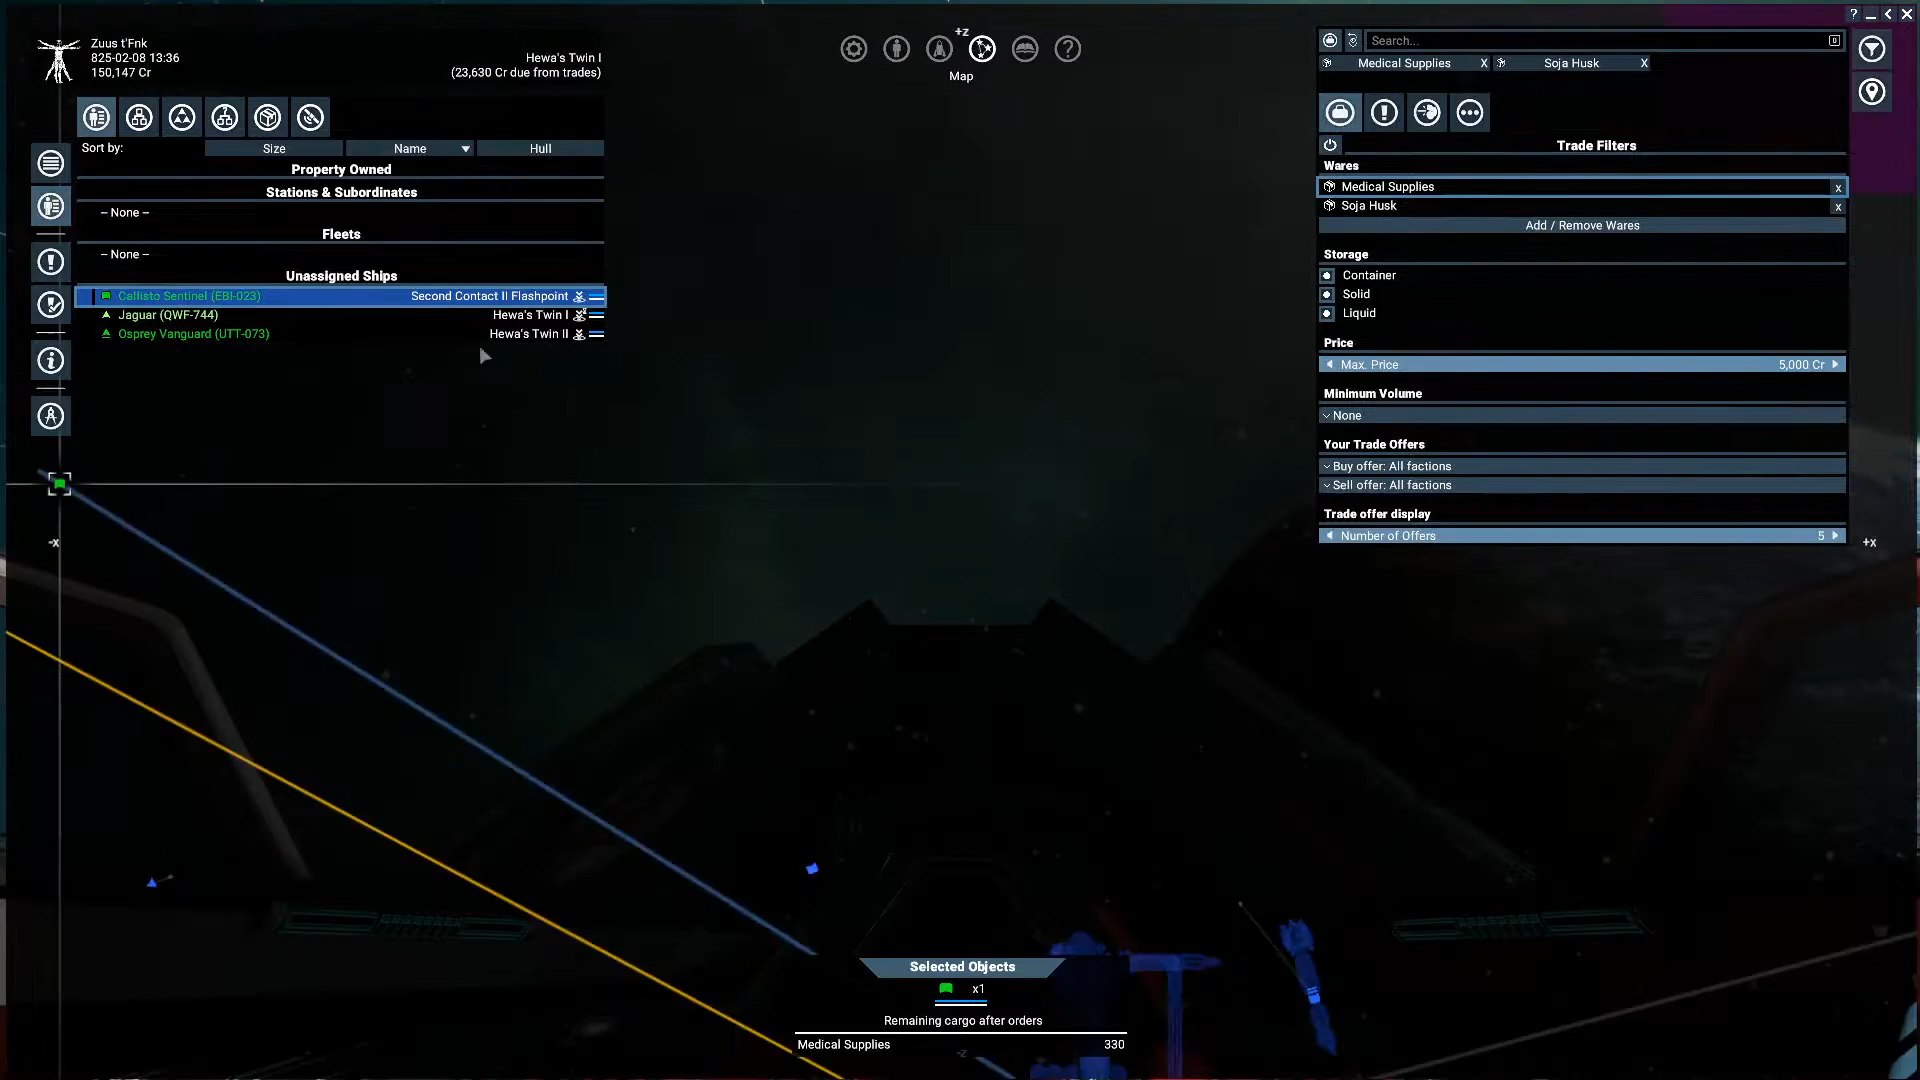 Zuus t'Fnk
825-02-08 13:36
150,147 Cr
Hewa's Twin I
(23,630 Cr due from trades)
+z
Map
Sort by:
Size
Name
Hull
Property Owned
Stations & Subordinates
– None –
Fleets
– None –
Unassigned Ships
Callisto Sentinel (EBI-023) Second Contact II Flashpoint
Jaguar (QWF-744) Hewa's Twin I
Osprey Vanguard (UTT-073) Hewa's Twin II
-x
Search...
Medical Supplies X
Soja Husk X
Trade Filters
Wares
Medical Supplies x
Soja Husk x
Add / Remove Wares
Storage
Container
Solid
Liquid
Price
Max. Price 5,000 Cr
Minimum Volume
None
Your Trade Offers
Buy offer: All factions
Sell offer: All factions
Trade offer display
Number of Offers 5
+x
Selected Objects
x1
Remaining cargo after orders
Medical Supplies 330
-z